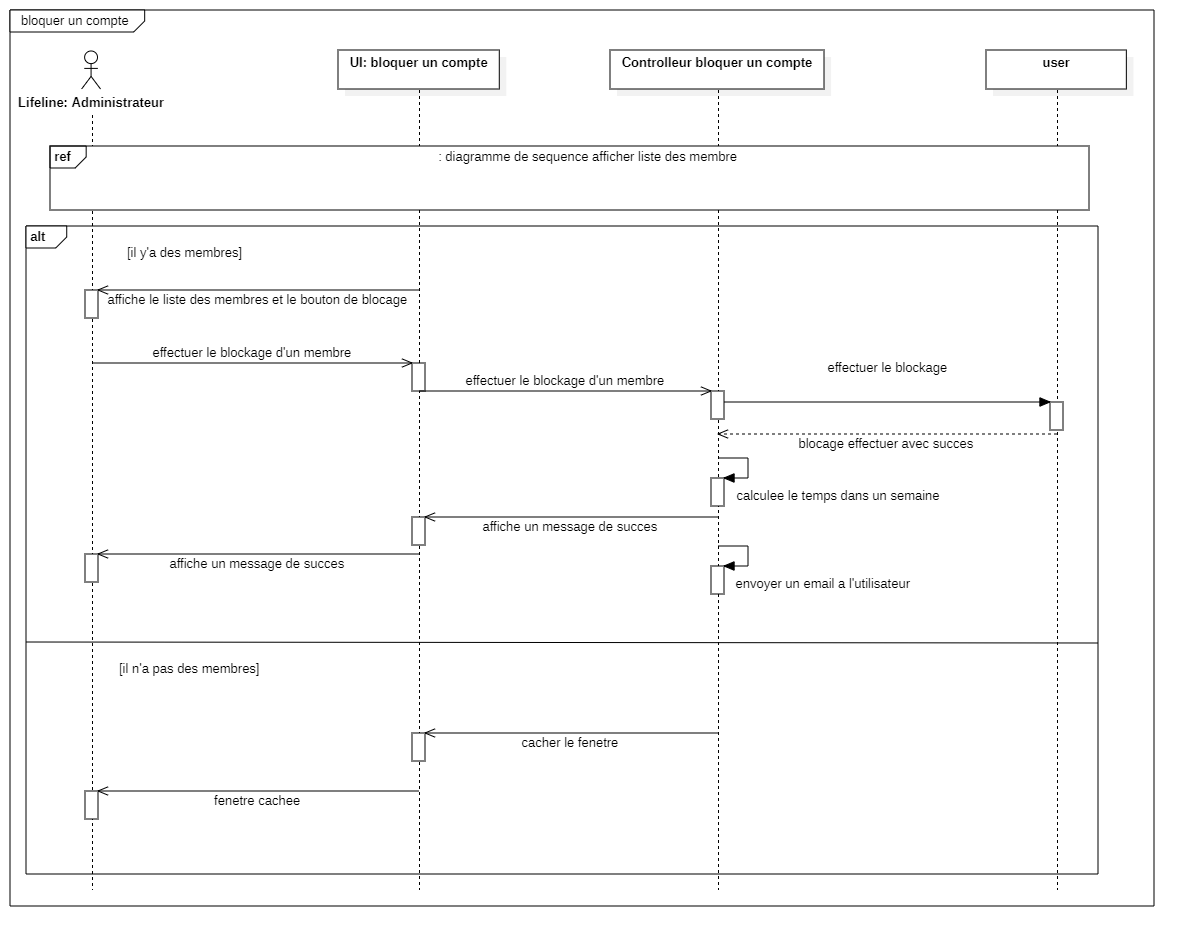 bloquer un compte
UI: bloquer un compte
Controlleur bloquer un compte
user
Lifeline: Administrateur
ref
: diagramme de sequence afficher liste des membre
alt
[il y'a des membres]
affiche le liste des membres et le bouton de blocage
effectuer le blockage d'un membre
effectuer le blockage
effectuer le blockage d'un membre
blocage effectuer avec succes
calculee le temps dans un semaine
affiche un message de succes
affiche un message de succes
envoyer un email a l'utilisateur
[il n'a pas des membres]
cacher le fenetre
fenetre cachee